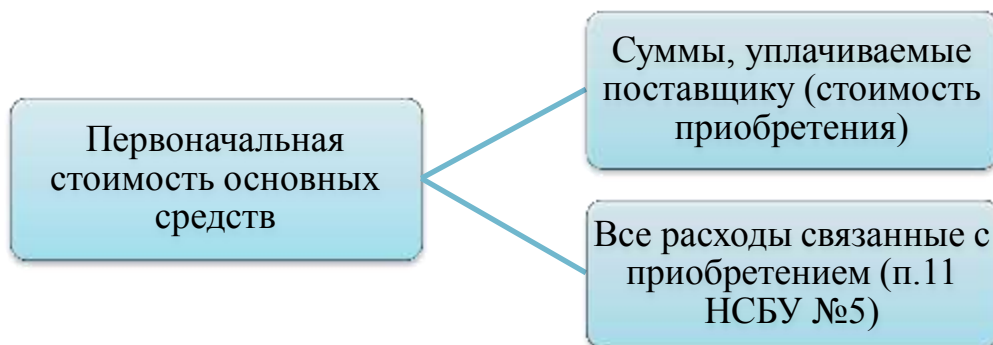 Первоначальная
стоимость основных
средств
Суммы, уплачиваемые
поставщику (стоимость
приобретения)
Все расходы связанные с
приобретением (п.11
НСБУ №5)